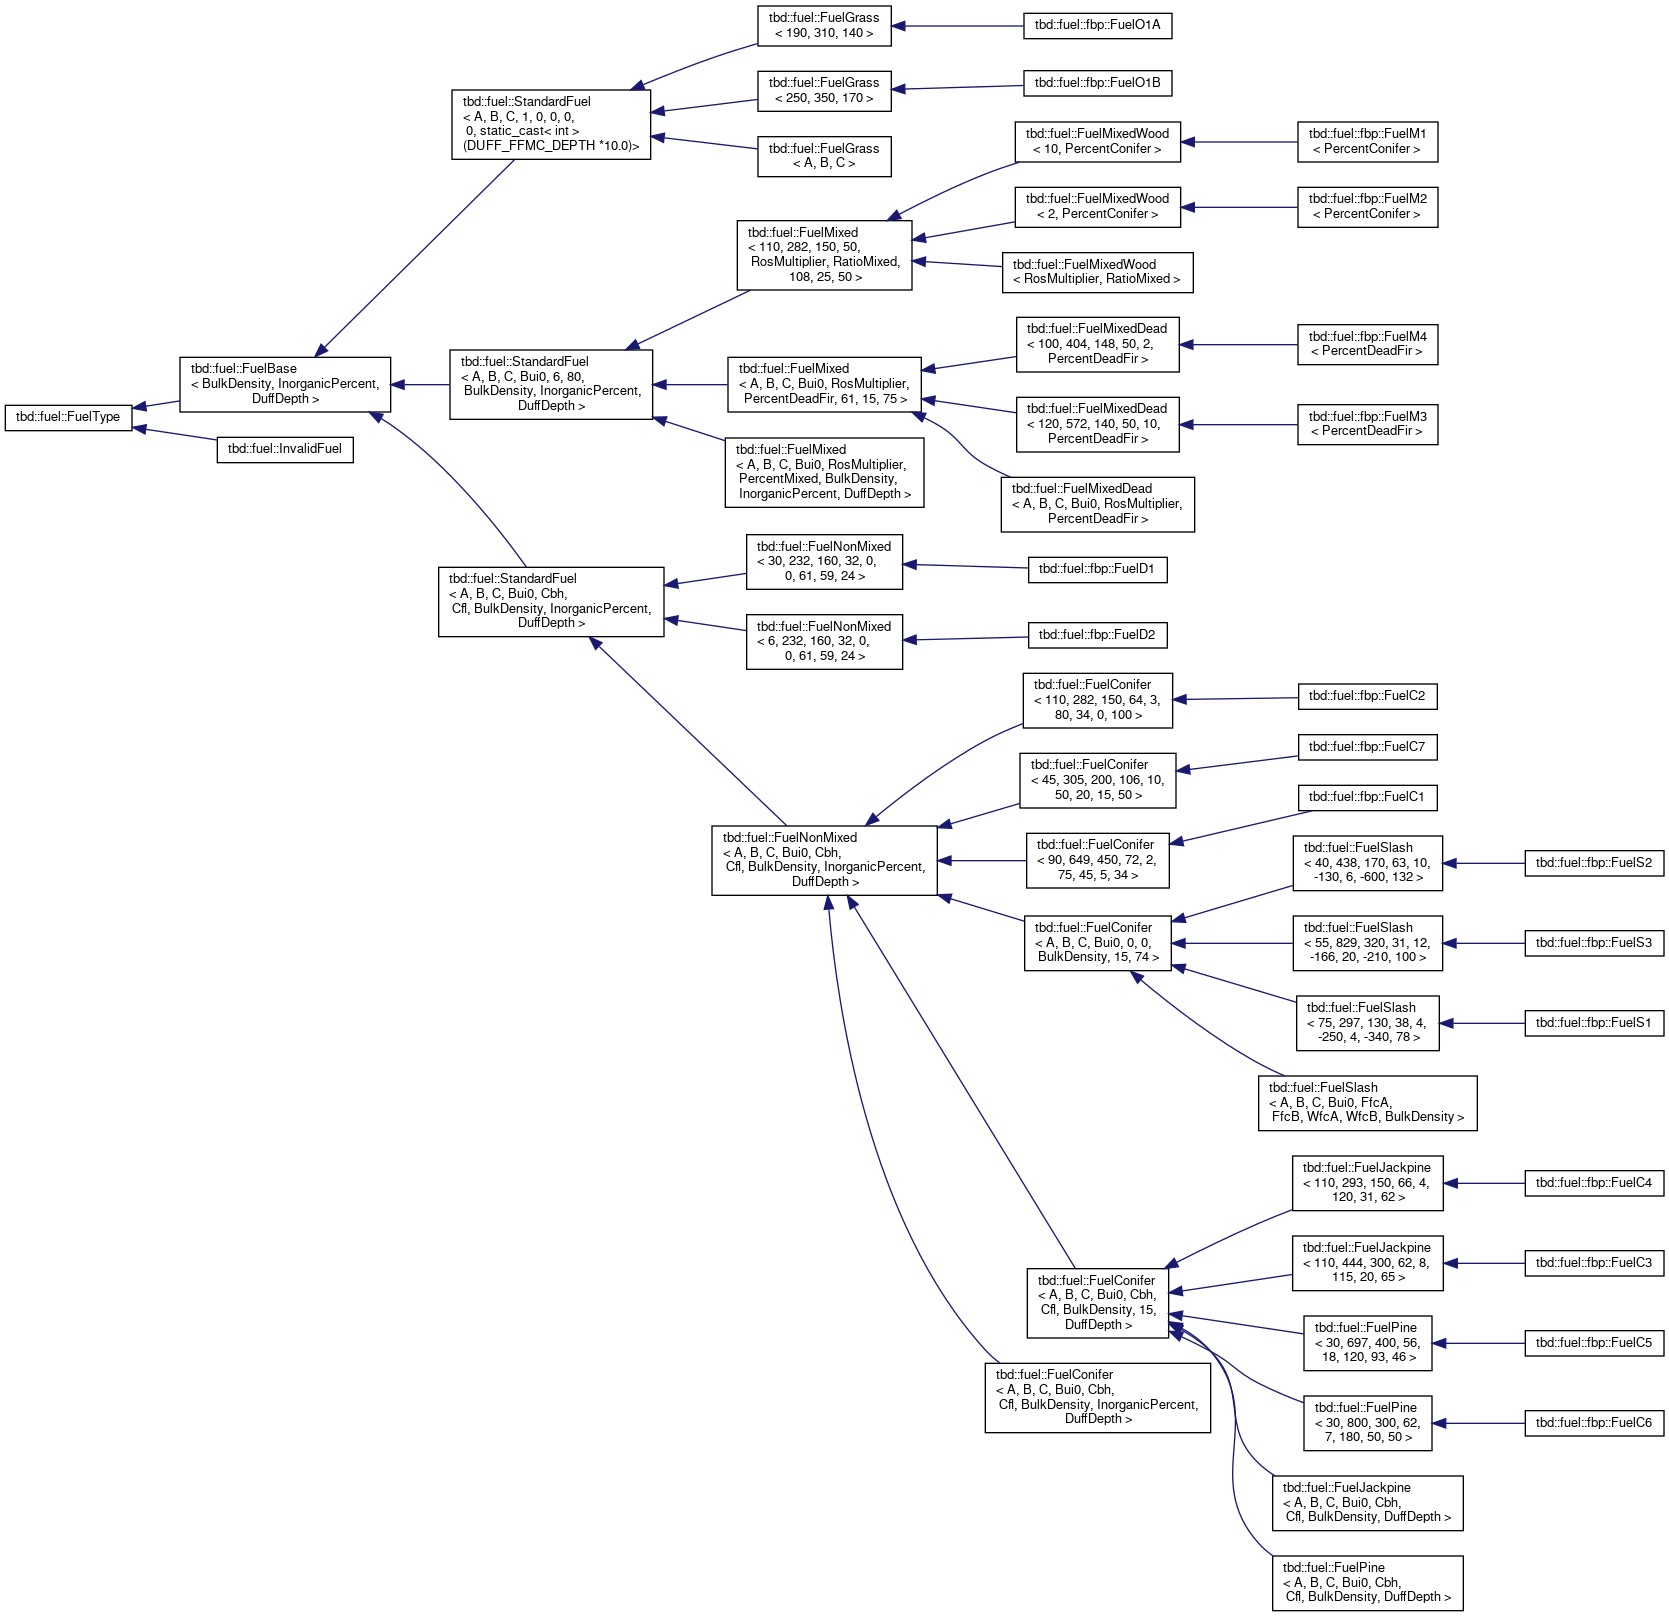 tbd::fuel::FuelType
tbd::fuel::FuelBase
< BulkDensity, InorganicPercent,
DuffDepth >
tbd::fuel::InvalidFuel
tbd::fuel::StandardFuel
< A, B, C, 1, 0, 0, 0,
0, static_cast< int >
(DUFF_FFMC_DEPTH *10.0)>
tbd::fuel::FuelGrass
< 190, 310, 140 >
tbd::fuel::fbp::FuelO1A
tbd::fuel::FuelGrass
< 250, 350, 170 >
tbd::fuel::fbp::FuelO1B
tbd::fuel::FuelGrass
< A, B, C >
tbd::fuel::StandardFuel
< A, B, C, Bui0, 6, 80,
BulkDensity, InorganicPercent,
DuffDepth >
tbd::fuel::FuelMixed
< 110, 282, 150, 50,
RosMultiplier, RatioMixed,
108, 25, 50 >
tbd::fuel::FuelMixedWood
< 10, PercentConifer >
tbd::fuel::fbp::FuelM1
< PercentConifer >
tbd::fuel::FuelMixedWood
< 2, PercentConifer >
tbd::fuel::fbp::FuelM2
< PercentConifer >
tbd::fuel::FuelMixedWood
< RosMultiplier, RatioMixed >
tbd::fuel::FuelMixed
< A, B, C, Bui0, RosMultiplier,
PercentDeadFir, 61, 15, 75 >
tbd::fuel::FuelMixedDead
< 100, 404, 148, 50, 2,
PercentDeadFir >
tbd::fuel::fbp::FuelM4
< PercentDeadFir >
tbd::fuel::FuelMixedDead
< 120, 572, 140, 50, 10,
PercentDeadFir >
tbd::fuel::fbp::FuelM3
< PercentDeadFir >
tbd::fuel::FuelMixedDead
< A, B, C, Bui0, RosMultiplier,
PercentDeadFir >
tbd::fuel::FuelMixed
< A, B, C, Bui0, RosMultiplier,
PercentMixed, BulkDensity,
InorganicPercent, DuffDepth >
tbd::fuel::StandardFuel
< A, B, C, Bui0, Cbh,
Cfl, BulkDensity, InorganicPercent,
DuffDepth >
tbd::fuel::FuelNonMixed
< 30, 232, 160, 32, 0,
0, 61, 59, 24 >
tbd::fuel::fbp::FuelD1
tbd::fuel::FuelNonMixed
< 6, 232, 160, 32, 0,
0, 61, 59, 24 >
tbd::fuel::fbp::FuelD2
tbd::fuel::FuelNonMixed
< A, B, C, Bui0, Cbh,
Cfl, BulkDensity, InorganicPercent,
DuffDepth >
tbd::fuel::FuelConifer
< 110, 282, 150, 64, 3,
80, 34, 0, 100 >
tbd::fuel::fbp::FuelC2
tbd::fuel::FuelConifer
< 45, 305, 200, 106, 10,
50, 20, 15, 50 >
tbd::fuel::fbp::FuelC7
tbd::fuel::FuelConifer
< 90, 649, 450, 72, 2,
75, 45, 5, 34 >
tbd::fuel::fbp::FuelC1
tbd::fuel::FuelConifer
< A, B, C, Bui0, 0, 0,
BulkDensity, 15, 74 >
tbd::fuel::FuelSlash
< 40, 438, 170, 63, 10,
-130, 6, -600, 132 >
tbd::fuel::fbp::FuelS2
tbd::fuel::FuelSlash
< 55, 829, 320, 31, 12,
-166, 20, -210, 100 >
tbd::fuel::fbp::FuelS3
tbd::fuel::FuelSlash
< 75, 297, 130, 38, 4,
-250, 4, -340, 78 >
tbd::fuel::fbp::FuelS1
tbd::fuel::FuelSlash
< A, B, C, Bui0, FfcA,
FfcB, WfcA, WfcB, BulkDensity >
tbd::fuel::FuelConifer
< A, B, C, Bui0, Cbh,
Cfl, BulkDensity, 15,
DuffDepth >
tbd::fuel::FuelJackpine
< 110, 293, 150, 66, 4,
120, 31, 62 >
tbd::fuel::fbp::FuelC4
tbd::fuel::FuelJackpine
< 110, 444, 300, 62, 8,
115, 20, 65 >
tbd::fuel::fbp::FuelC3
tbd::fuel::FuelPine
< 30, 697, 400, 56,
18, 120, 93, 46 >
tbd::fuel::fbp::FuelC5
tbd::fuel::FuelPine
< 30, 800, 300, 62,
7, 180, 50, 50 >
tbd::fuel::fbp::FuelC6
tbd::fuel::FuelJackpine
< A, B, C, Bui0, Cbh,
Cfl, BulkDensity, DuffDepth >
tbd::fuel::FuelPine
< A, B, C, Bui0, Cbh,
Cfl, BulkDensity, DuffDepth >
tbd::fuel::FuelConifer
< A, B, C, Bui0, Cbh,
Cfl, BulkDensity, InorganicPercent,
DuffDepth >